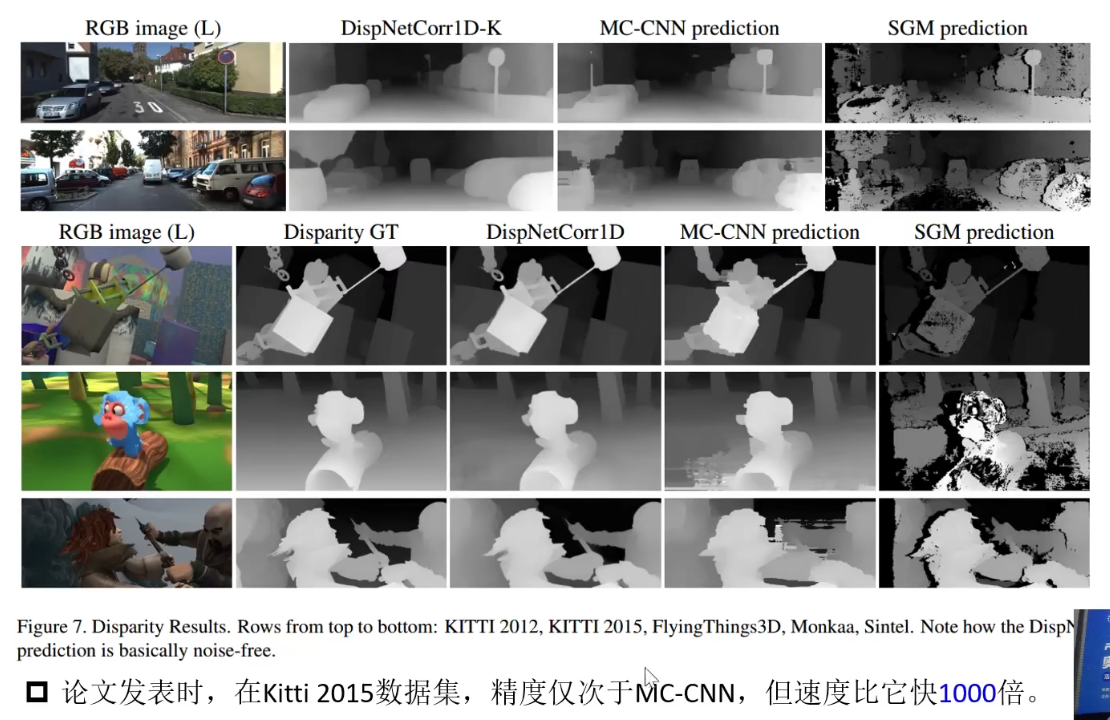 RGB image (L) DispNetCorr1D-K MC-CNN prediction SGM prediction
30
RGB image (L) Disparity GT DispNetCorr1D MC-CNN prediction SGM prediction
Figure 7. Disparity Results. Rows from top to bottom: KITTI 2012, KITTI 2015, FlyingThings3D, Monkaa, Sintel. Note how the DispN
prediction is basically noise-free.
论文发表时，在Kitti 2015数据集，精度仅次于MC-CNN，但速度比它快1000倍。